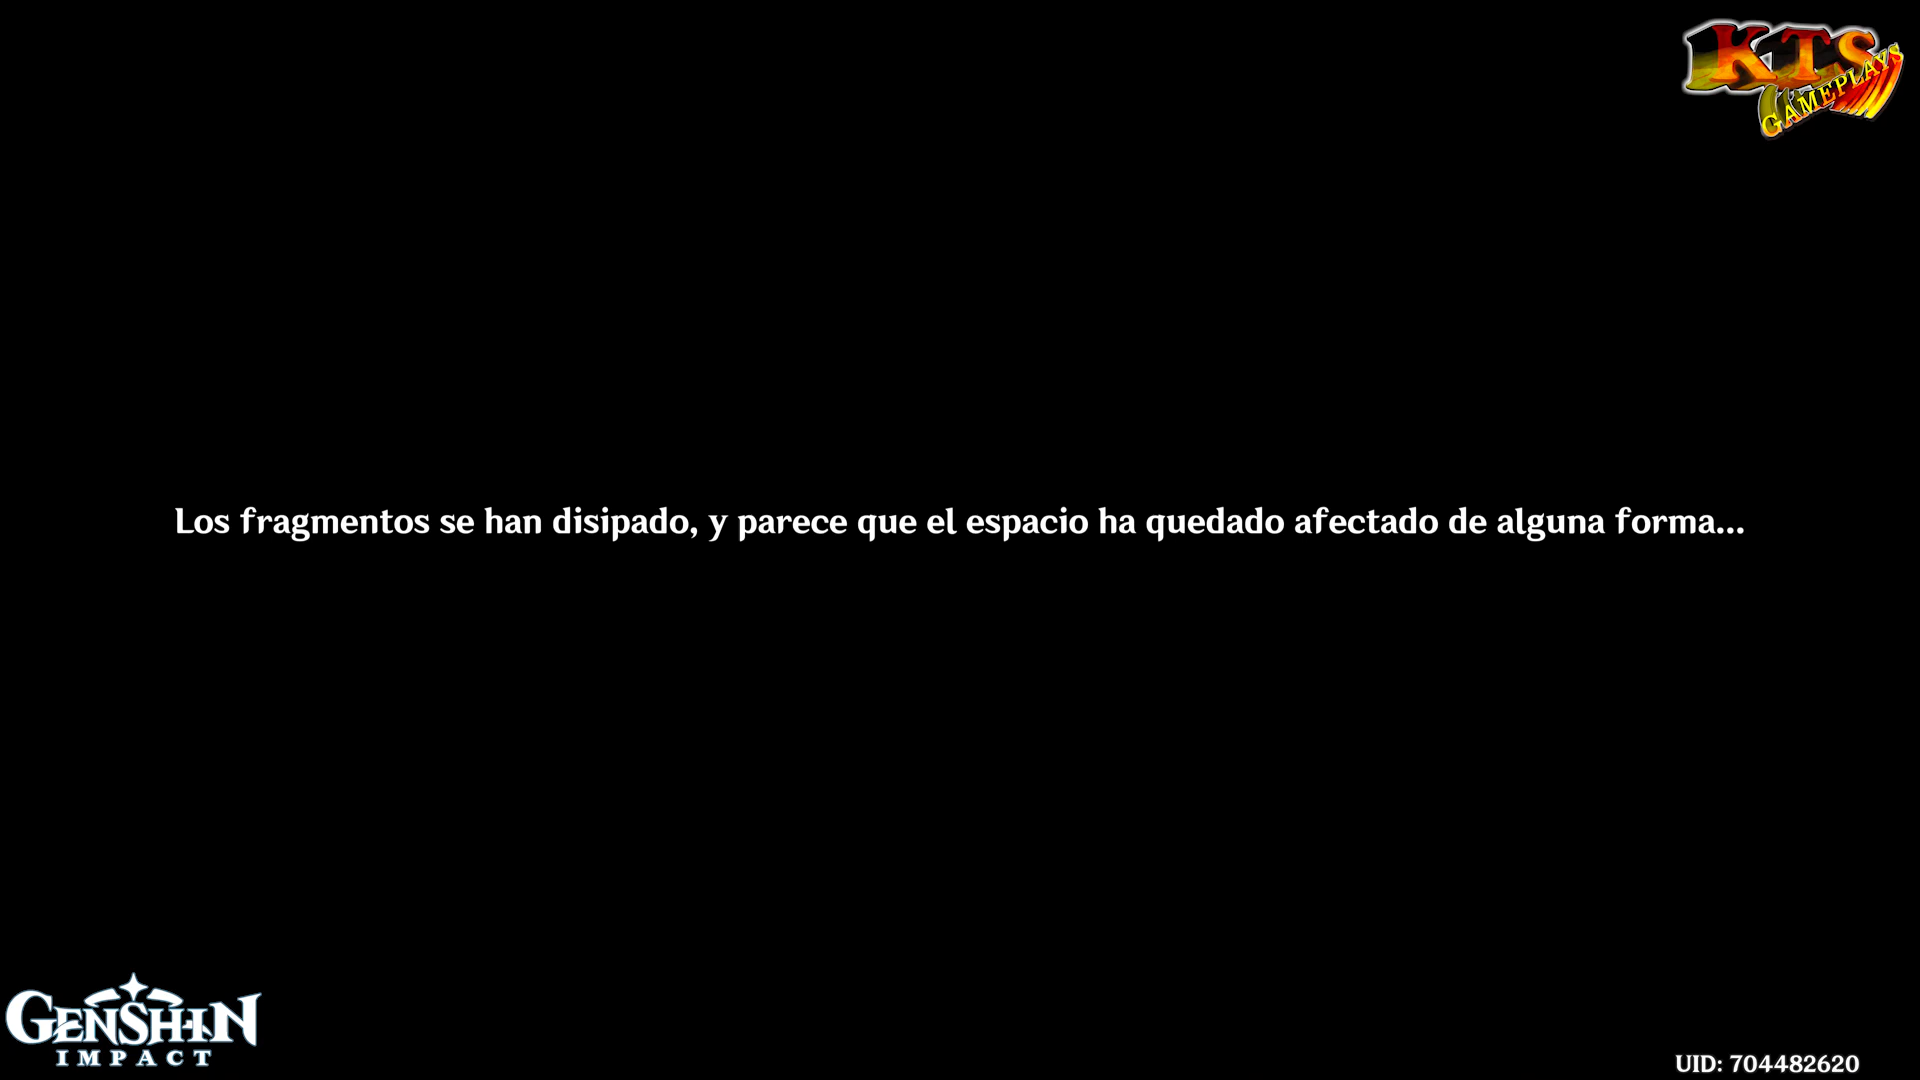 KTS
GAMEPLAYS
Los fragmentos se han disipado, y parece que el espacio ha quedado afectado de alguna forma...
GENSHIN
IMPACT
UID: 704482620